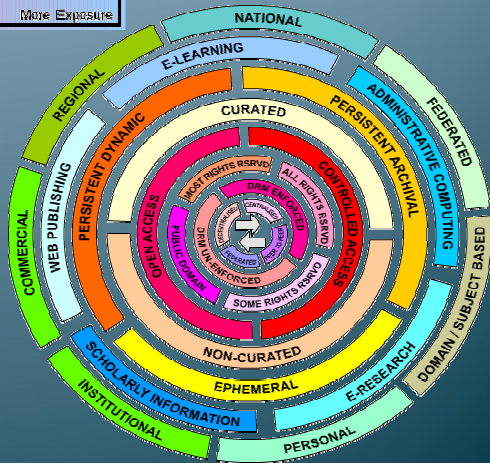 More Exposure
NATIONAL
FEDERATED
DOMAIN / SUBJECT BASED
PERSONAL
INSTITUTIONAL
COMMERCIAL
REGIONAL
E-LEARNING
ADMINISTRATIVE COMPUTING
E-RESEARCH
SCHOLARLY INFORMATION
WEB PUBLISHING
PERSISTENT DYNAMIC
PERSISTENT ARCHIVAL
EPHEMERAL
CURATED
NON-CURATED
OPEN ACCESS
CONTROLLED ACCESS
MOST RIGHTS RSRVD
ALL RIGHTS RSRVD
SOME RIGHTS RSRVD
PUBLIC DOMAIN
DRM ENFORCED
DRM UN-ENFORCED
CENTRALISED
FEDERATED